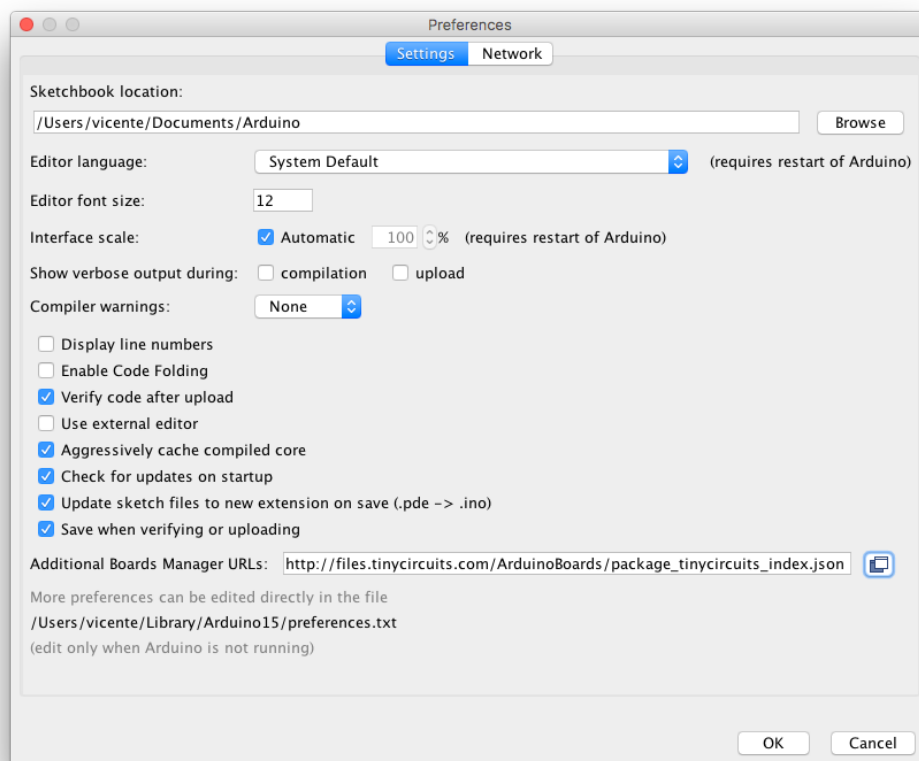 Preferences
Settings Network
Sketchbook location:
/Users/vicente/Documents/Arduino Browse
Editor language: System Default (requires restart of Arduino)
Editor font size: 12
Interface scale: Automatic 100 % (requires restart of Arduino)
Show verbose output during: compilation upload
Compiler warnings: None
Display line numbers
Enable Code Folding
Verify code after upload
Use external editor
Aggressively cache compiled core
Check for updates on startup
Update sketch files to new extension on save (.pde -> .ino)
Save when verifying or uploading
Additional Boards Manager URLs: http://files.tinycircuits.com/ArduinoBoards/package_tinycircuits_index.json
More preferences can be edited directly in the file
/Users/vicente/Library/Arduino15/preferences.txt
(edit only when Arduino is not running)
OK Cancel